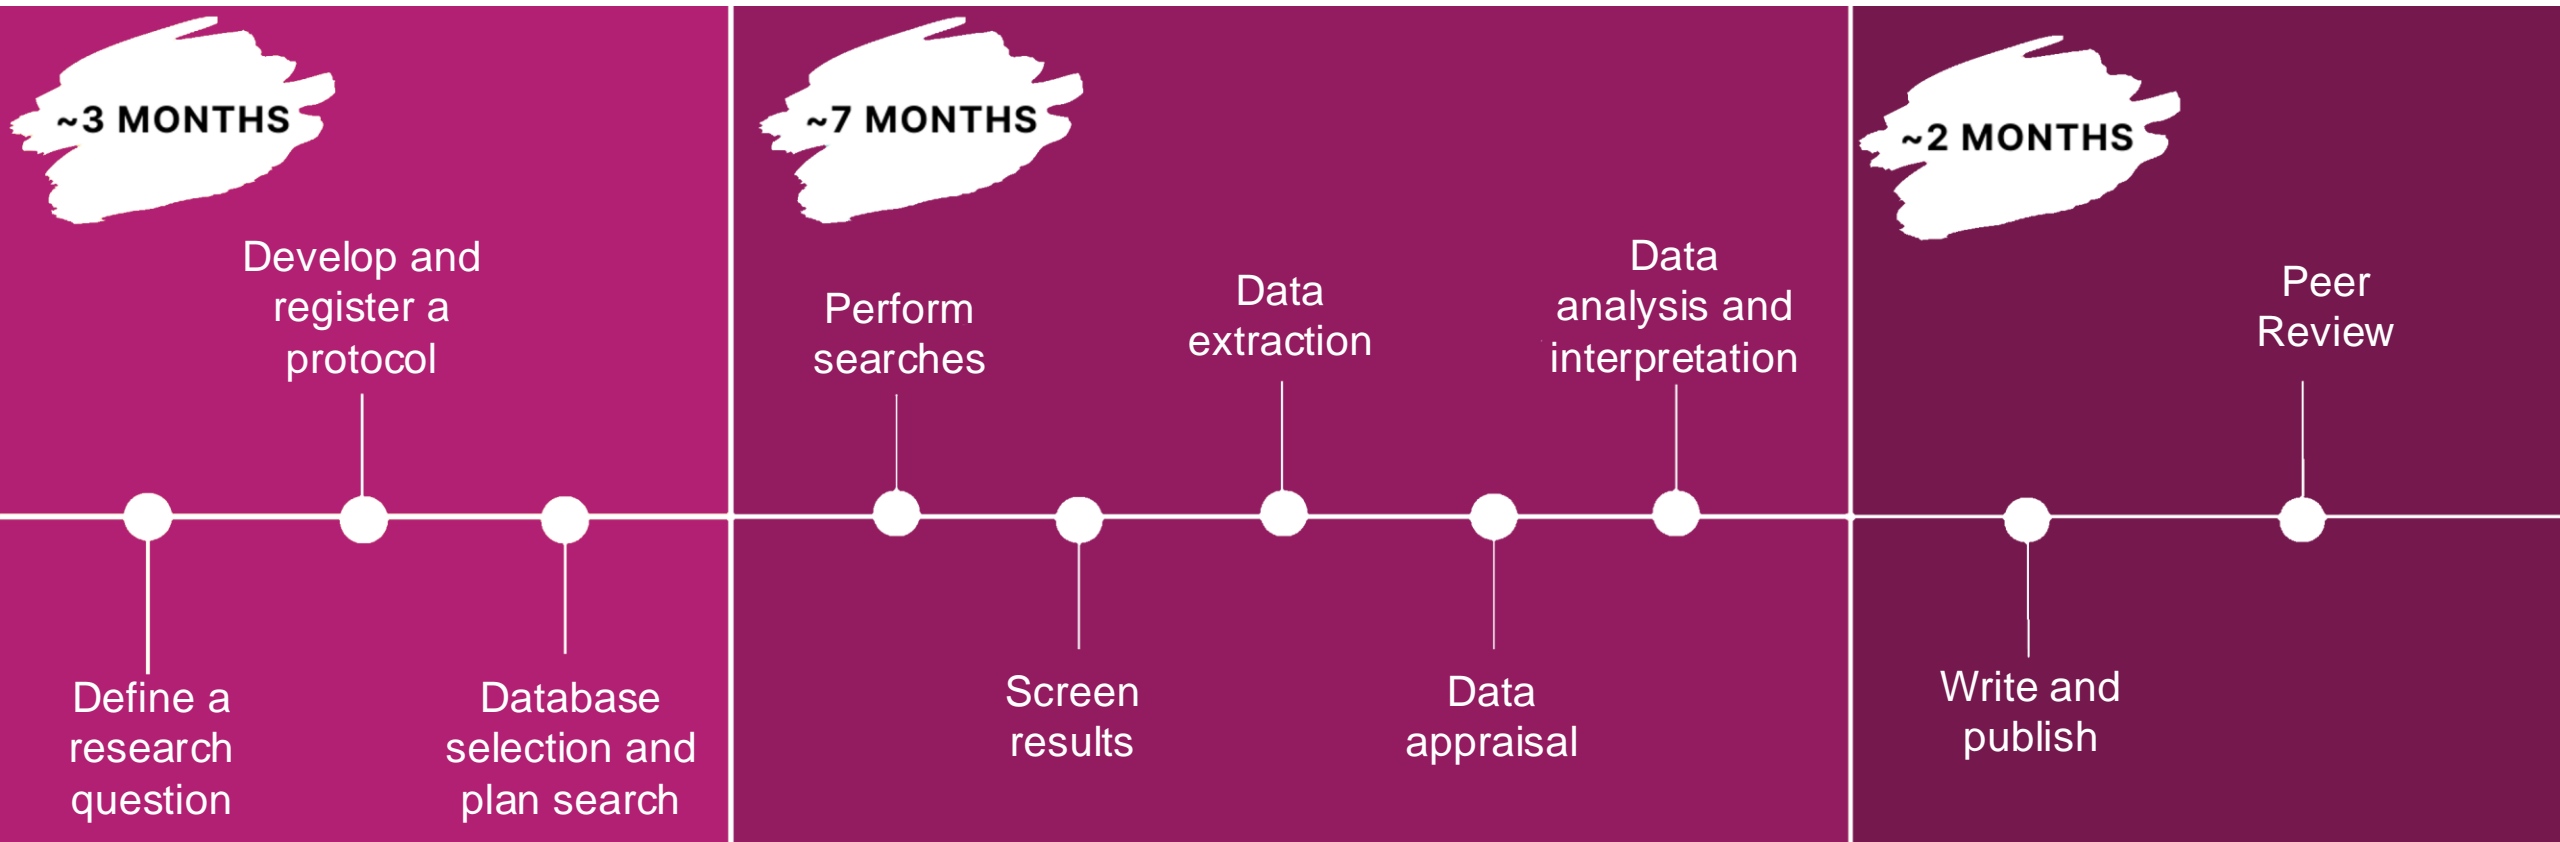 ~3 MONTHS
Define a
research
question
Develop and
register a
protocol
Database
selection and
plan search
~7 MONTHS
Perform
searches
Screen
results
Data
extraction
Data
appraisal
Data
analysis and
interpretation
~2 MONTHS
Write and
publish
Peer
Review